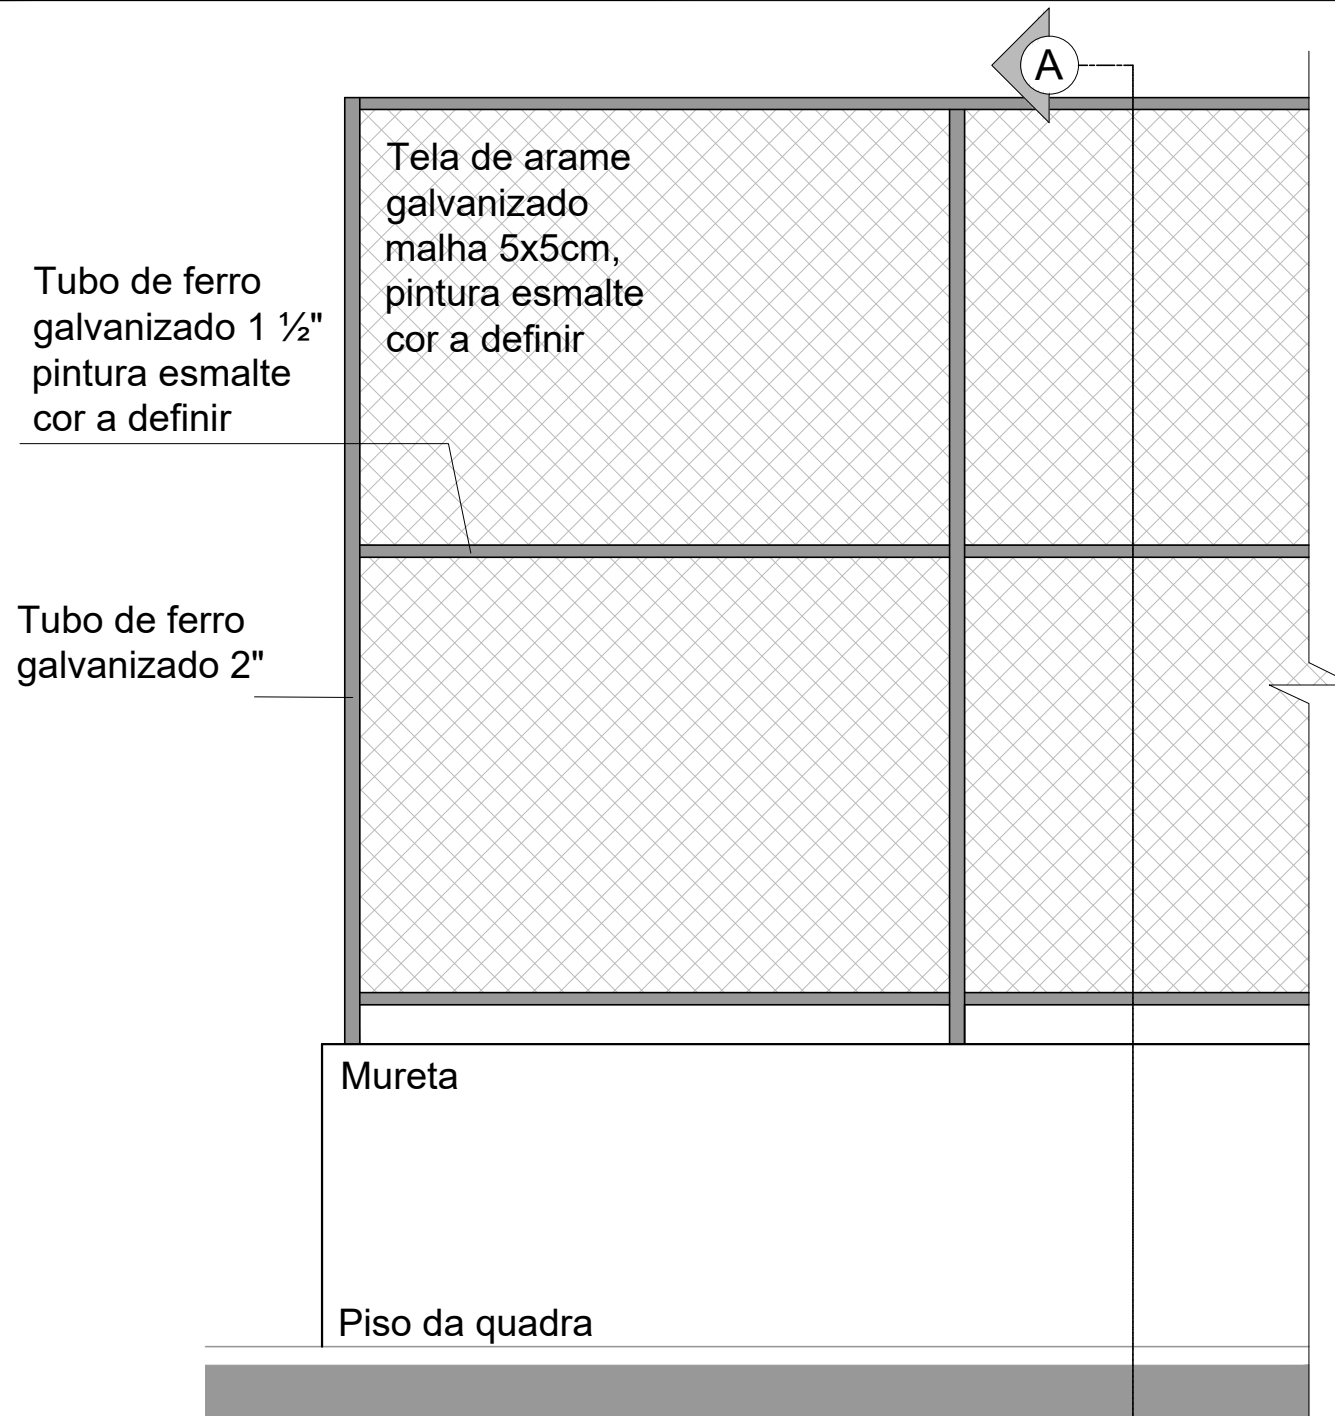 A
Tela de arame
galvanizado
malha 5x5cm,
pintura esmalte
cor a definir
Tubo de ferro
galvanizado 1 ½"
pintura esmalte
cor a definir
Tubo de ferro
galvanizado 2"
Mureta
Piso da quadra